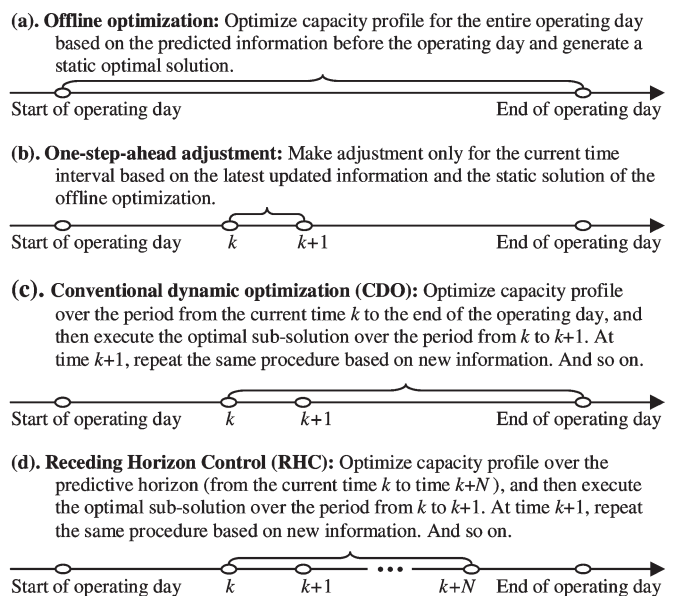 (a). Offline optimization: Optimize capacity profile for the entire operating day
based on the predicted information before the operating day and generate a
static optimal solution.
Start of operating day End of operating day
(b). One-step-ahead adjustment: Make adjustment only for the current time
interval based on the latest updated information and the static solution of the
offline optimization.
Start of operating day k k+1 End of operating day
(c). Conventional dynamic optimization (CDO): Optimize capacity profile
over the period from the current time k to the end of the operating day, and
then execute the optimal sub-solution over the period from k to k+1. At
time k+1, repeat the same procedure based on new information. And so on.
Start of operating day k k+1 End of operating day
(d). Receding Horizon Control (RHC): Optimize capacity profile over the
predictive horizon (from the current time k to time k+N), and then execute
the optimal sub-solution over the period from k to k+1. At time k+1, repeat
the same procedure based on new information. And so on.
Start of operating day k k+1 ... k+N End of operating day